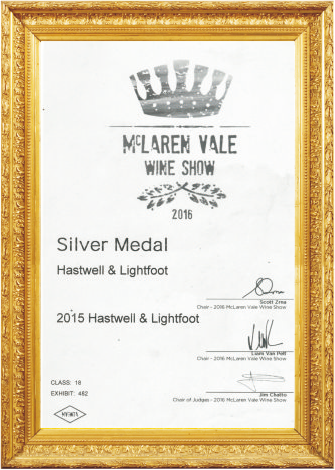 McLAREN VALE
WINE SHOW
2016
Silver Medal
Hastwell & Lightfoot
2015 Hastwell & Lightfoot
Scott Zrna
Chair - 2016 McLaren Vale Wine Show
Liam Van Pelt
Chair - 2016 McLaren Vale Wine Show
Jim Chatto
Chair of Judges - 2016 McLaren Vale Wine Show
CLASS: 18
EXHIBIT: 462